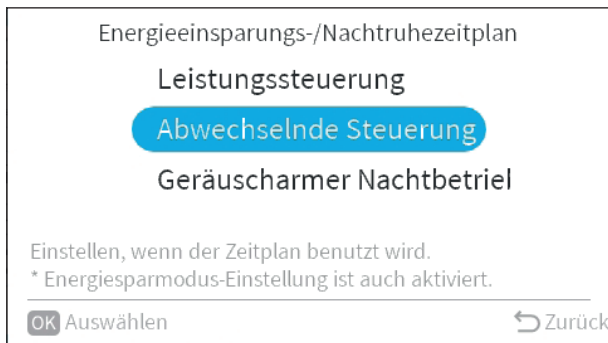 Energieeinsparungs-/Nachtruhezeitplan
Leistungssteuerung
Abwechselnde Steuerung
Geräuscharmer Nachtbetriel
Einstellen, wenn der Zeitplan benutzt wird.
* Energiesparmodus-Einstellung ist auch aktiviert.
OK Auswählen Zurück